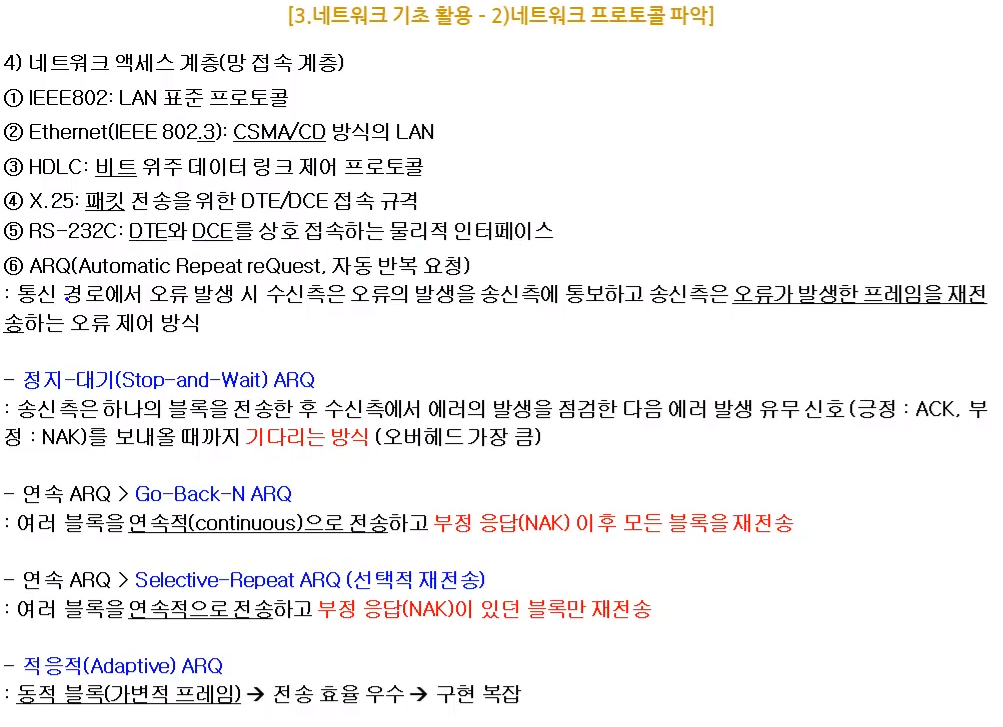 [3.네트워크 기초 활용 - 2)네트워크 프로토콜 파악]
4) 네트워크 액세스 계층(망 접속 계층)
① IEEE802: LAN 표준 프로토콜
② Ethernet(IEEE 802.3): CSMA/CD 방식의 LAN
③ HDLC: 비트 위주 데이터 링크 제어 프로토콜
④ X.25: 패킷 전송을 위한 DTE/DCE 접속 규격
⑤ RS-232C: DTE와 DCE를 상호 접속하는 물리적 인터페이스
⑥ ARQ(Automatic Repeat reQuest, 자동 반복 요청)
: 통신 경로에서 오류 발생 시 수신측은 오류의 발생을 송신측에 통보하고 송신측은 오류가 발생한 프레임을 재전
송하는 오류 제어 방식
- 정지-대기(Stop-and-Wait) ARQ
: 송신측은 하나의 블록을 전송한 후 수신측에서 에러의 발생을 점검한 다음 에러 발생 유무 신호(긍정 : ACK, 부
정 : NAK)를 보내올 때까지 기다리는 방식 (오버헤드 가장 큼)
- 연속 ARQ > Go-Back-N ARQ
: 여러 블록을 연속적(continuous)으로 전송하고 부정 응답(NAK) 이후 모든 블록을 재전송
- 연속 ARQ > Selective-Repeat ARQ (선택적 재전송)
: 여러 블록을 연속적으로 전송하고 부정 응답(NAK)이 있던 블록만 재전송
- 적응적(Adaptive) ARQ
: 동적 블록(가변적 프레임) → 전송 효율 우수 → 구현 복잡